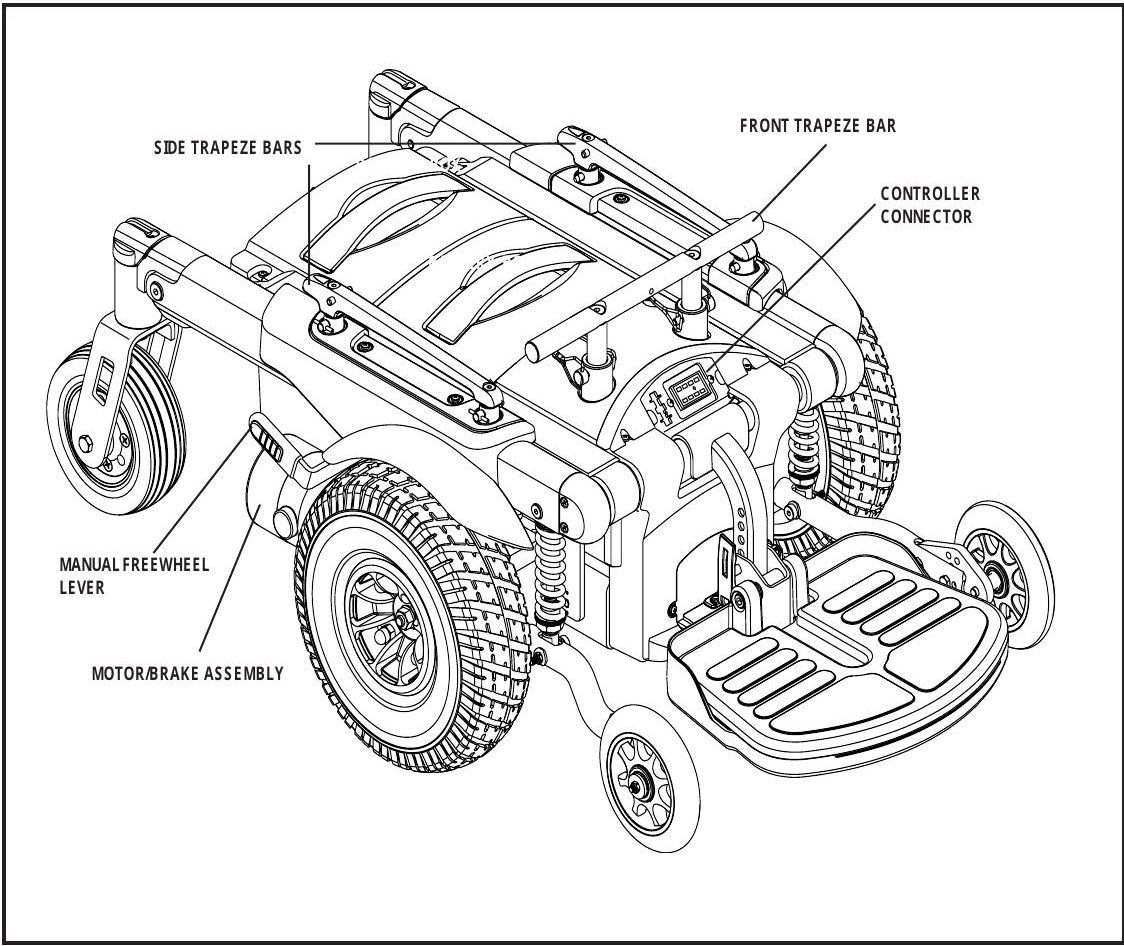 FRONT TRAPEZE BAR
SIDE TRAPEZE BARS
CONTROLLER
CONNECTOR
MANUAL FREEWHEEL
LEVER
MOTOR/BRAKE ASSEMBLY